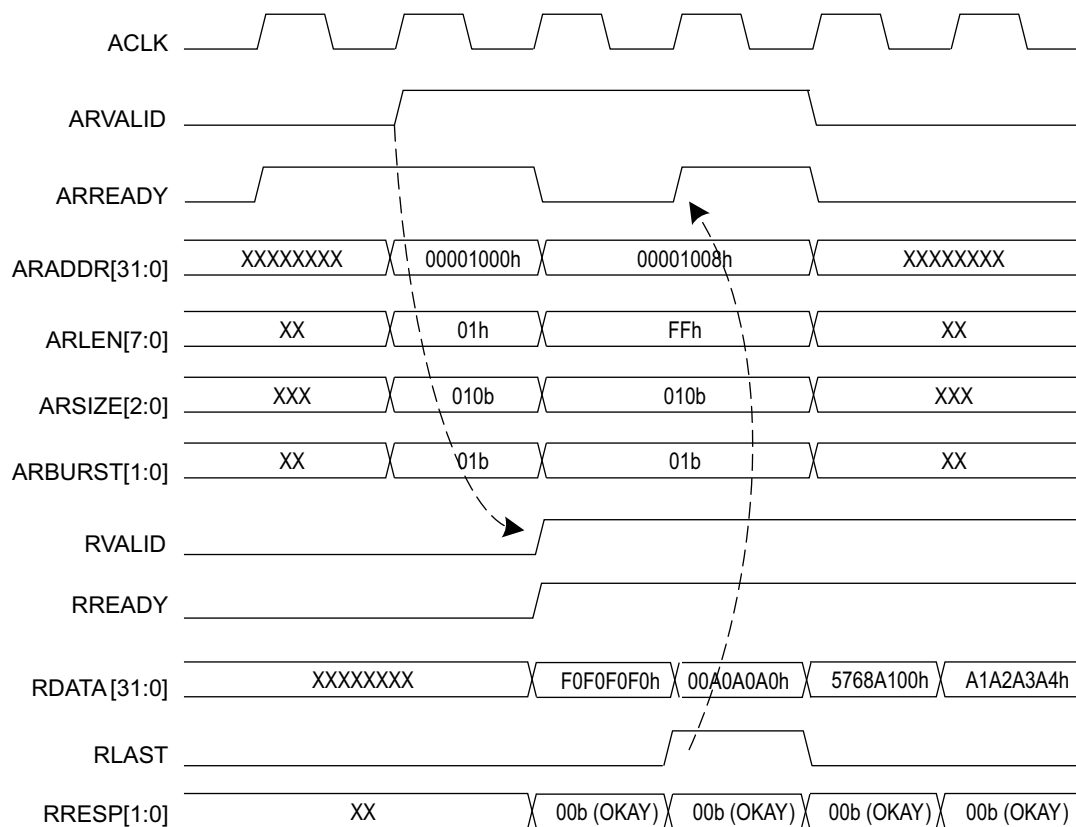 ACLK
ARVALID
ARREADY
ARADDR[31:0] XXXXXXXX 00001000h 00001008h XXXXXXXX
ARLEN[7:0] XX 01h FFh XX
ARSIZE[2:0] XXX 010b 010b XXX
ARBURST[1:0] XX 01b 01b XX
RVALID
RREADY
RDATA [31:0] XXXXXXXX F0F0F0F0h 00A0A0A0h 5768A100h A1A2A3A4h
RLAST
RRESP[1:0] XX 00b (OKAY) 00b (OKAY) 00b (OKAY) 00b (OKAY)